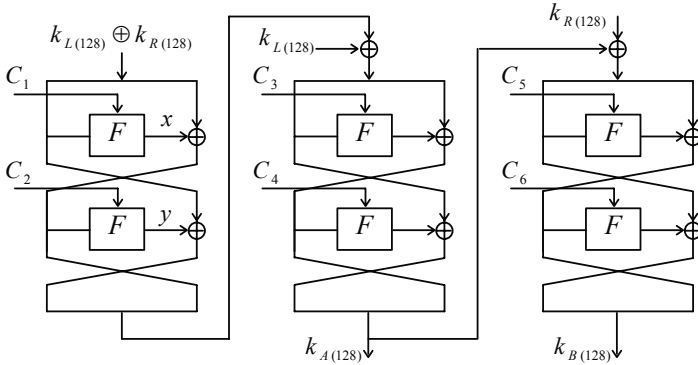 k_{L(128)} ⊕ k_{R(128)}
C_1
F
x
C_2
F
y
k_{L(128)}
C_3
F
C_4
F
k_{A(128)}
k_{R(128)}
C_5
F
C_6
F
k_{B(128)}